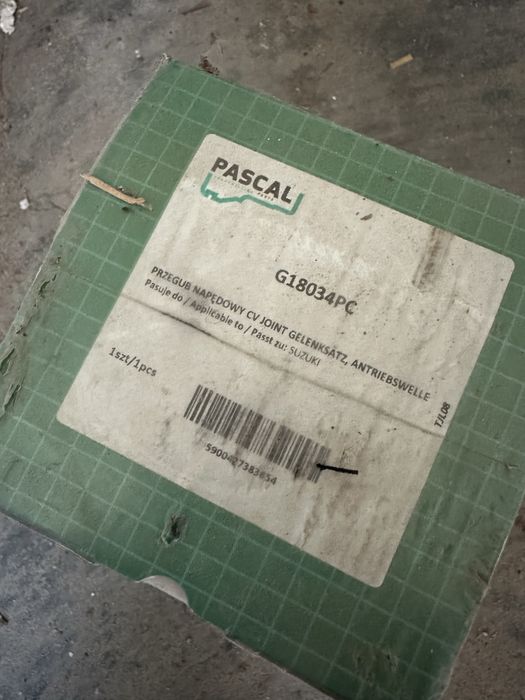 PASCAL
G18034PC
PRZEGUB NAPĘDOWY CV JOINT GELENKSATZ, ANTRIEBSWELLE
Pasuje do / Applicable to / Passt zu: SUZUKI
1szt/1pcs
TJL08